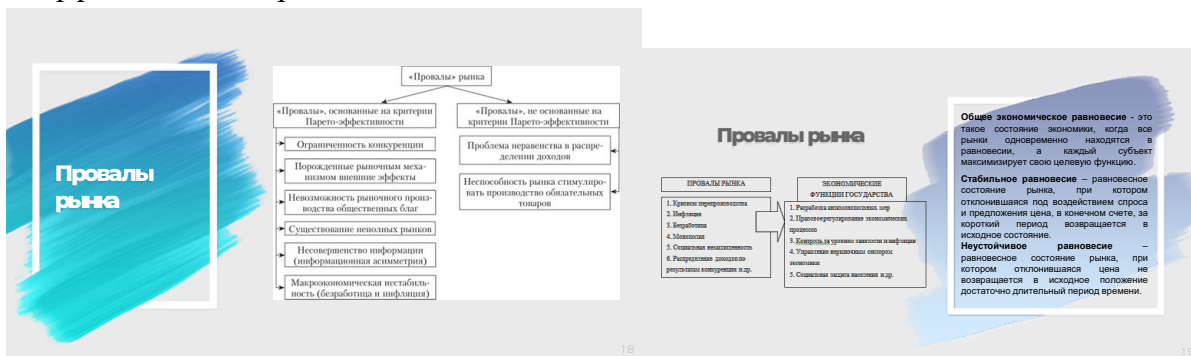 Провалы
рынка
«Провалы» рынка
«Провалы», основанные на критерии
Парето-эффективности
Ограниченность конкуренции
Порожденные рыночным меха-
низмом внешние эффекты
Невозможность рыночного произ-
водства общественных благ
Существование неполных рынков
Несовершенство информации
(информационная асимметрия)
Макроэкономическая нестабиль-
ность (безработица и инфляция)
«Провалы», не основанные на
критерии Парето-эффективности
Проблема неравенства в распре-
делении доходов
Неспособность рынка стимулиро-
вать производство обязательных
товаров
18
Провалы рынка
ПРОВАЛЫ РЫНКА
1. Кризисы перепроизводства
2. Инфляция
3. Безработица
4. Монополия
5. Социальная незащищенность
6. Распределение доходов по
результатам конкуренции и др.
ЭКОНОМИЧЕСКИЕ
ФУНКЦИИ ГОСУДАРСТВА
1. Разработка антимонопольных мер
2. Правовое регулирование экономических
процессов
3. Контроль за уровнем занятости и инфляции
4. Управление нерыночным сектором
экономики
5. Социальная защита населения и др.
Общее экономическое равновесие - это
такое состояние экономики, когда все
рынки одновременно находятся в
равновесии, а каждый субъект
максимизирует свою целевую функцию.
Стабильное равновесие – равновесное
состояние рынка, при котором
отклонившаяся под воздействием спроса
и предложения цена, в конечном счете, за
короткий период возвращается в
исходное состояние.
Неустойчивое равновесие –
равновесное состояние рынка, при
котором отклонившаяся цена не
возвращается в исходное положение
достаточно длительный период времени.